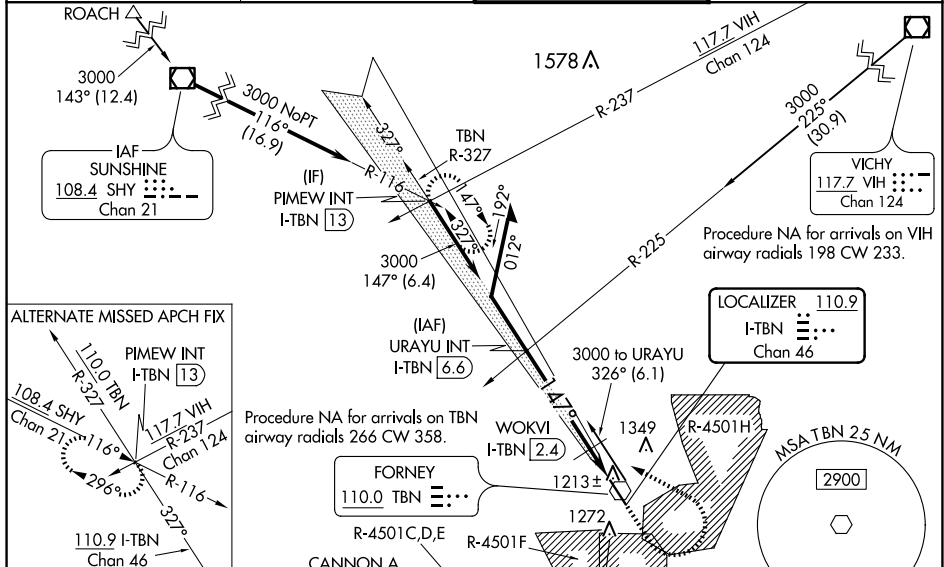 ROACH
3000
143° (12.4)
3000 NoPT
116°
(16.9)
R-116
IAF
SUNSHINE
108.4 SHY
Chan 21
(IF)
PIMEW INT
I-TBN 13
TBN
R-327
327°
147°
327°
3000
147° (6.4)
192°
012°
1578
117.7 VIH
Chan 124
R-237
3000
225°
(30.9)
R-225
VICHY
117.7 VIH
Chan 124
Procedure NA for arrivals on VIH
airway radials 198 CW 233.
LOCALIZER 110.9
I-TBN
Chan 46
(IAF)
URAYU INT
I-TBN 6.6
3000 to URAYU
326° (6.1)
147°
WOKVI
I-TBN 2.4
1349
R-4501H
1213±
1272
Procedure NA for arrivals on TBN
airway radials 266 CW 358.
FORNEY
110.0 TBN
R-4501C,D,E
R-4501F
CANNON A
MSA TBN 25 NM
2900
ALTERNATE MISSED APCH FIX
PIMEW INT
I-TBN 13
110.0 TBN
R-327
108.4 SHY
Chan 21
116°
296°
117.7 VIH
R-237
Chan 124
R-116
327°
110.9 I-TBN
Chan 46